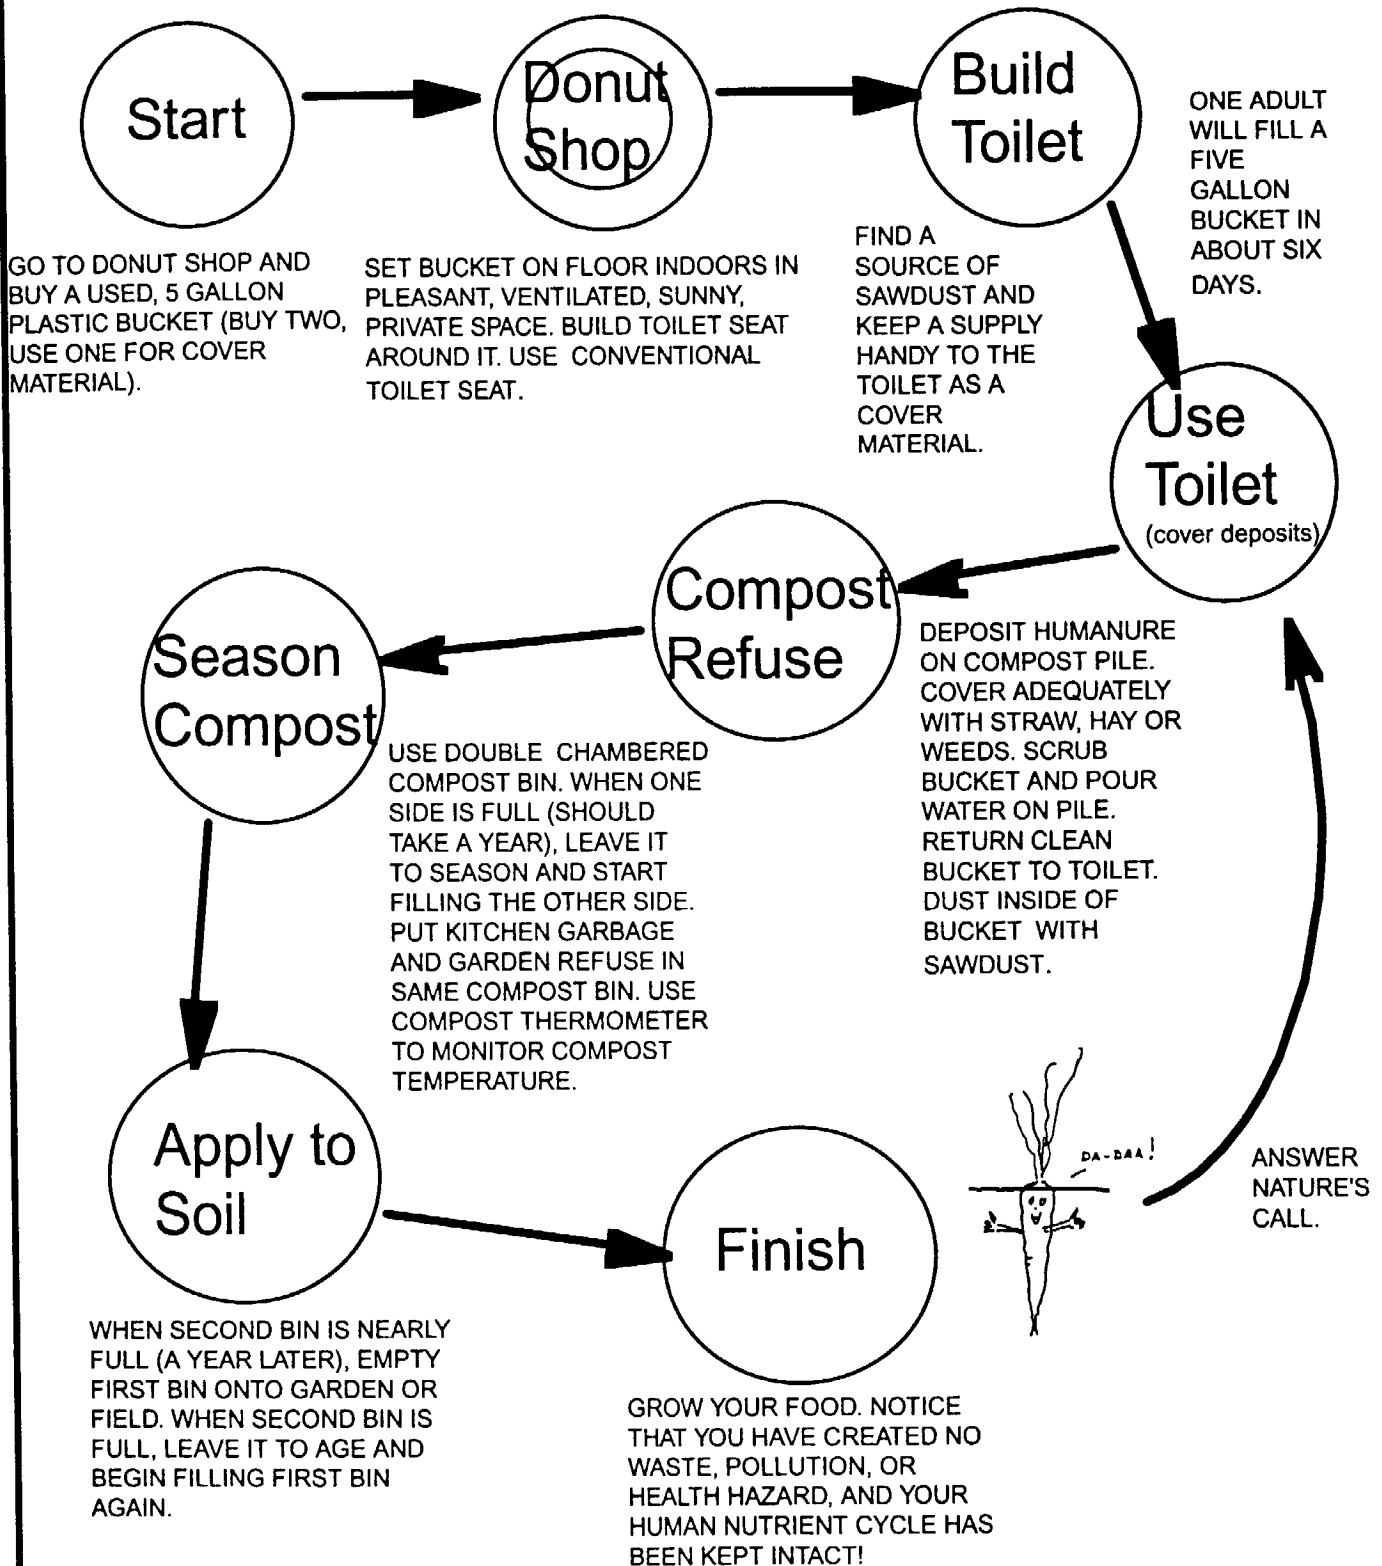 Start
GO TO DONUT SHOP AND
BUY A USED, 5 GALLON
PLASTIC BUCKET (BUY TWO,
USE ONE FOR COVER
MATERIAL).
Donut
Shop
SET BUCKET ON FLOOR INDOORS IN
PLEASANT, VENTILATED, SUNNY,
PRIVATE SPACE. BUILD TOILET SEAT
AROUND IT. USE CONVENTIONAL
TOILET SEAT.
Build
Toilet
FIND A
SOURCE OF
SAWDUST AND
KEEP A SUPPLY
HANDY TO THE
TOILET AS A
COVER
MATERIAL.
ONE ADULT
WILL FILL A
FIVE
GALLON
BUCKET IN
ABOUT SIX
DAYS.
Use
Toilet
(cover deposits)
DEPOSIT HUMANURE
ON COMPOST PILE.
COVER ADEQUATELY
WITH STRAW, HAY OR
WEEDS. SCRUB
BUCKET AND POUR
WATER ON PILE.
RETURN CLEAN
BUCKET TO TOILET.
DUST INSIDE OF
BUCKET WITH
SAWDUST.
Compost
Refuse
USE DOUBLE CHAMBERED
COMPOST BIN. WHEN ONE
SIDE IS FULL (SHOULD
TAKE A YEAR), LEAVE IT
TO SEASON AND START
FILLING THE OTHER SIDE.
PUT KITCHEN GARBAGE
AND GARDEN REFUSE IN
SAME COMPOST BIN. USE
COMPOST THERMOMETER
TO MONITOR COMPOST
TEMPERATURE.
Season
Compost
Apply to
Soil
WHEN SECOND BIN IS NEARLY
FULL (A YEAR LATER), EMPTY
FIRST BIN ONTO GARDEN OR
FIELD. WHEN SECOND BIN IS
FULL, LEAVE IT TO AGE AND
BEGIN FILLING FIRST BIN
AGAIN.
Finish
GROW YOUR FOOD. NOTICE
THAT YOU HAVE CREATED NO
WASTE, POLLUTION, OR
HEALTH HAZARD, AND YOUR
HUMAN NUTRIENT CYCLE HAS
BEEN KEPT INTACT!
DA-DAA!
ANSWER
NATURE'S
CALL.